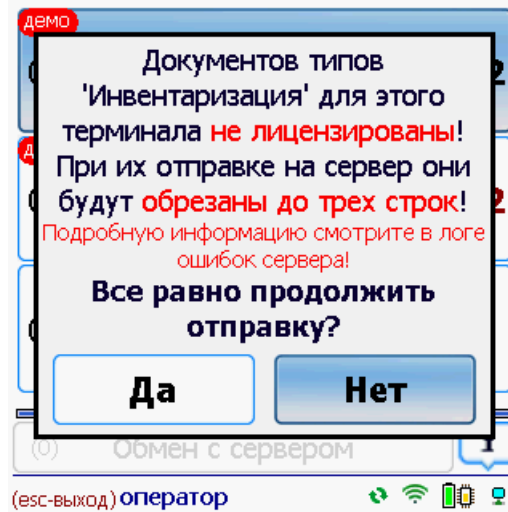 демо
Документов типов
'Инвентаризация' для этого
терминала не лицензированы!
При их отправке на сервер они
будут обрезаны до трех строк!
Подробную информацию смотрите в логе
ошибок сервера!
Все равно продолжить
отправку?
Да Нет
(0) Обмен с сервером
(esc-выход) оператор